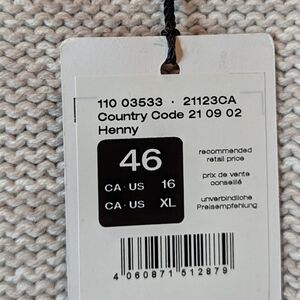 110 03533 · 21123CA
Country Code 21 09 02
Henny
46
CA·US 16
CA·US XL
recommended
retail price
prix de vente
conseillé
unverbindliche
Preisempfehlung
4 060871 512879